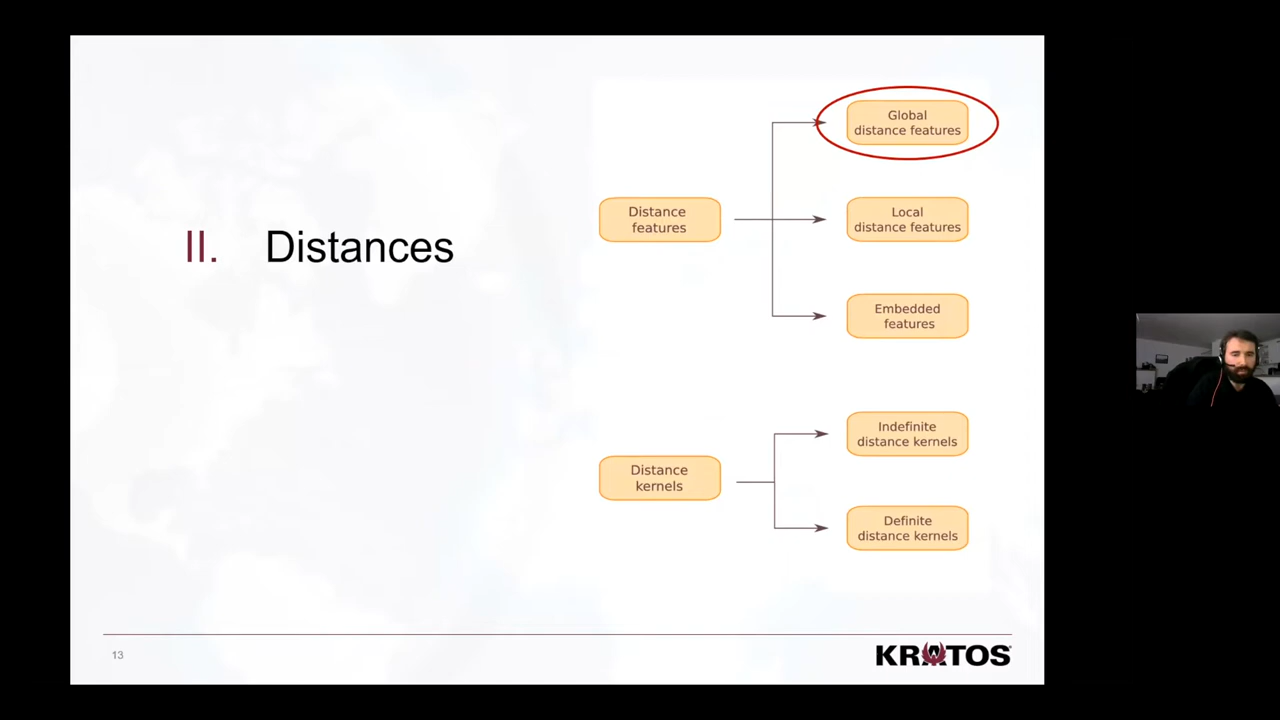 II. Distances
Distance
features
Global
distance features
Local
distance features
Embedded
features
Distance
kernels
Indefinite
distance kernels
Definite
distance kernels
13
KRATOS